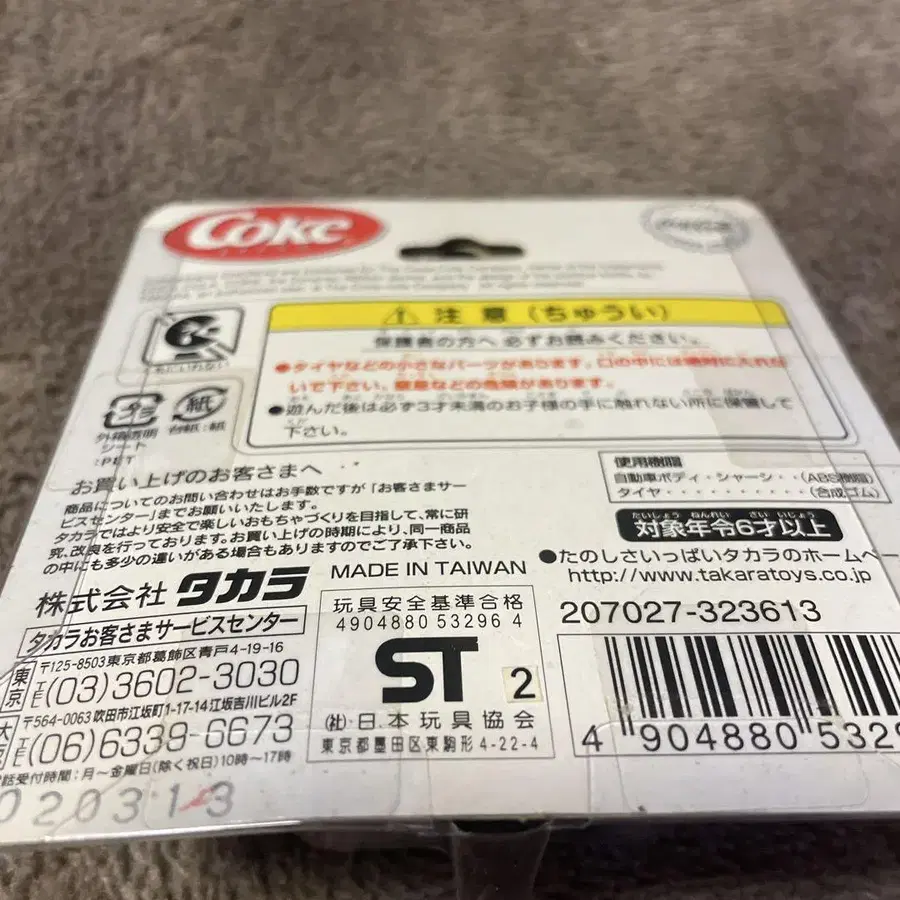 Coke
注意(ちゅうい)
保護者の方へ 必ずお読みください。
●タイヤなどの小さなパーツがあります。口の中には絶対に入れな
いで下さい。窒息などの危険があります。
●遊んだ後は必ず3才未満のお子様の手に触れない所に保管して
下さい。
口にいれない
紙
外箱透明
シート
:PET
台紙:紙
お買い上げのお客さまへ
商品についてのお問い合わせはお手数ですが「お客さまサー
ビスセンター」までお願いいたします。
タカラではより安全で楽しいおもちゃづくりを目指して、常に研
究、改良を行っております。お買い上げの時期により、同一商品
の中にも多少の違いがある場合もありますのでご了承下さい。
使用樹脂
自動車ボディ・シャーシ・・(ABS樹脂)
タイヤ・・・・・・・・・・(合成ゴム)
たいしょう ねんれい さい いじょう
対象年令6才以上
●たのしさいっぱいタカラのホームペー
http://www.takaratoys.co.jp
株式会社 タカラ
タカラお客さまサービスセンター
東京
〒125-8503東京都葛飾区青戸4-19-16
TEL(03)3602-3030
〒564-0063吹田市江坂町1-17-14江坂吉川ビル2F
TEL(06)6339-6673
電話受付時間:月~金曜日(除く祝日)10時~17時
020313
MADE IN TAIWAN
玩具安全基準合格
4904880 53296 4
ST 2
(社)日本玩具協会
東京都墨田区東駒形4-22-4
207027-323613
4 904880 5329